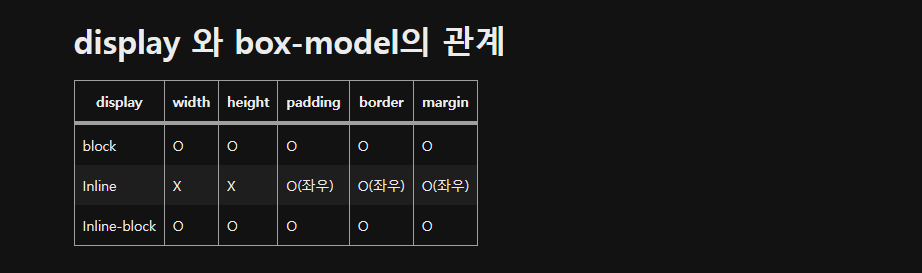 display 와 box-model의 관계
display width height padding border margin
block O O O O O
Inline X X O(좌우) O(좌우) O(좌우)
Inline-block O O O O O